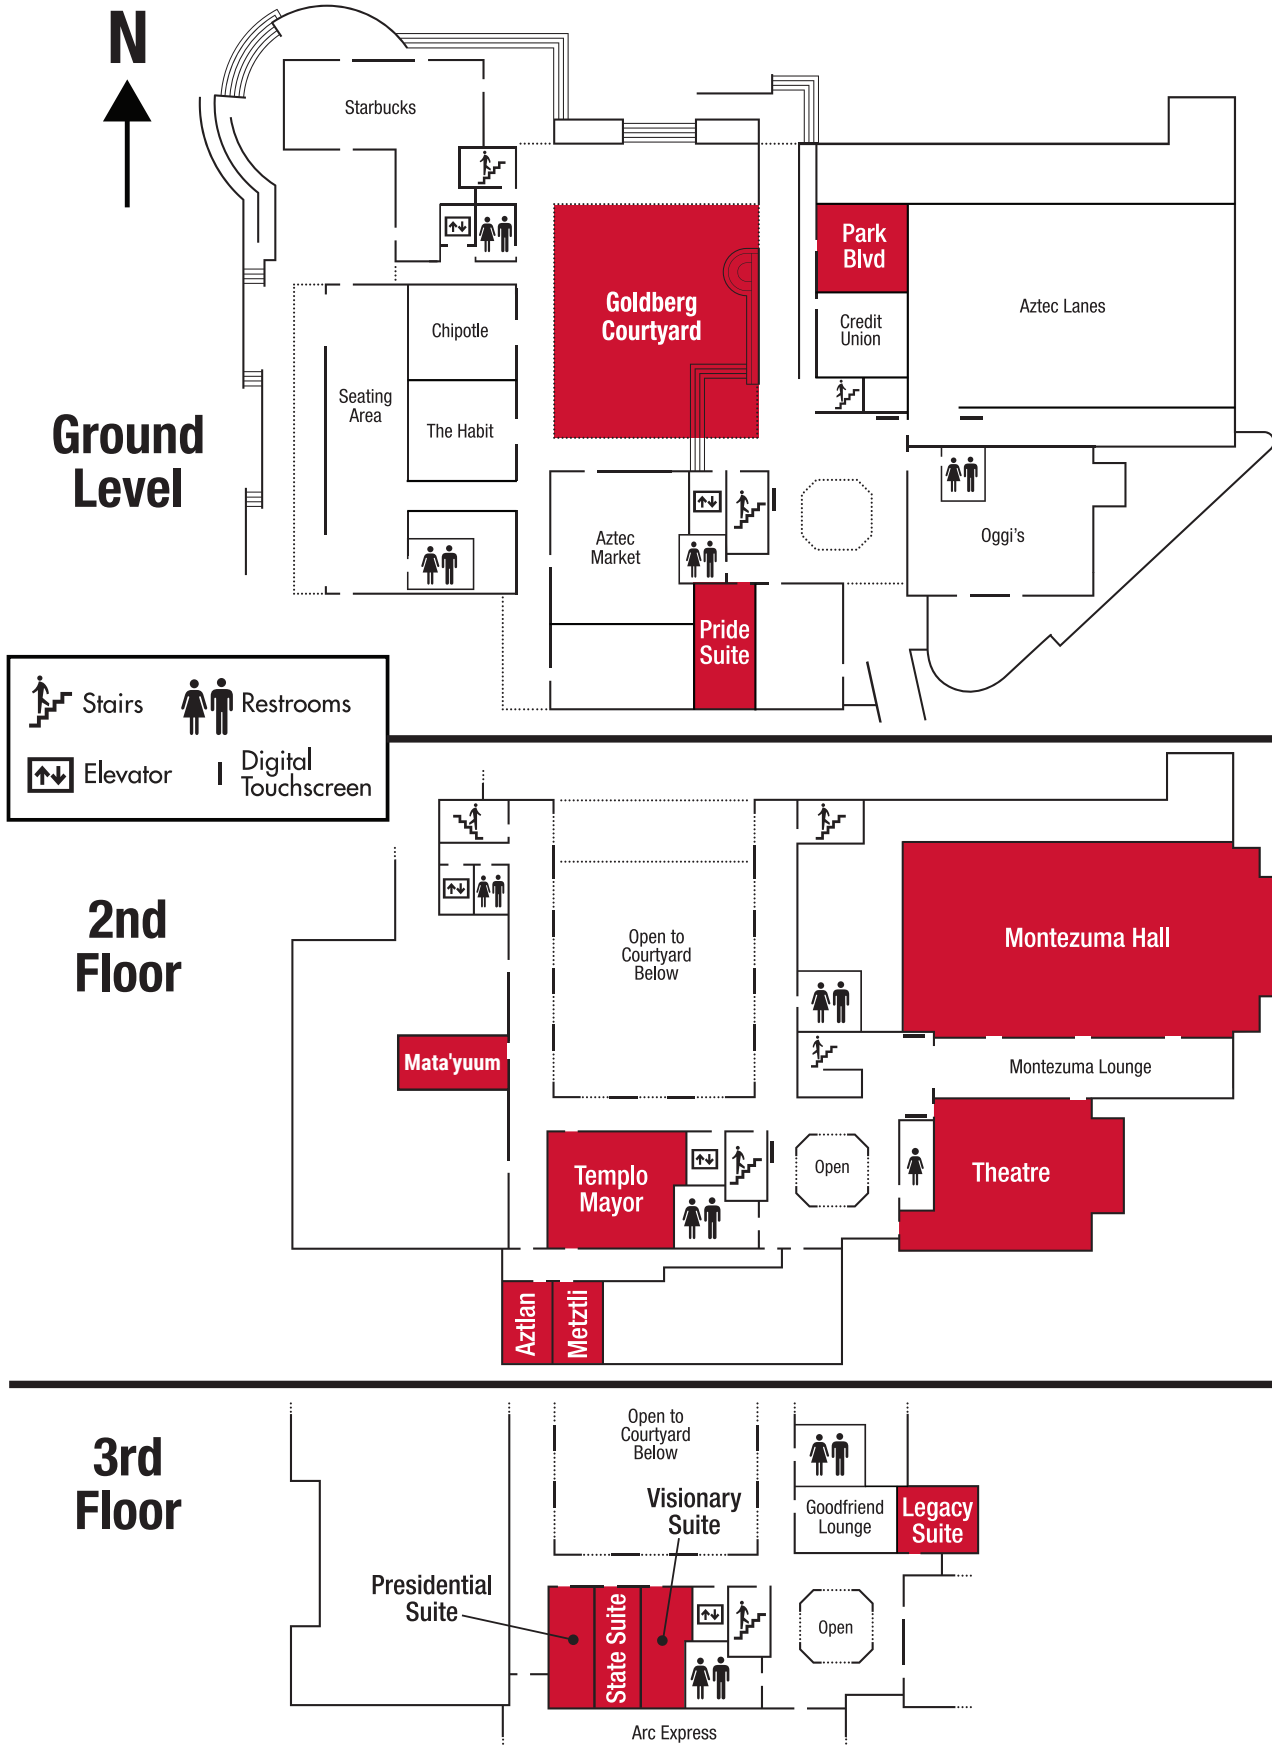 N
Starbucks
Park
Blvd
Goldberg
Courtyard
Aztec Lanes
Credit
Union
Chipotle
Seating
Area
The Habit
Ground
Level
Aztec
Market
Oggi's
Pride
Suite
Stairs
Restrooms
Elevator
Digital
Touchscreen
2nd
Floor
Open to
Courtyard
Below
Montezuma Hall
Mata'yuum
Montezuma Lounge
Templo
Mayor
Open
Theatre
Aztlan
Metztli
3rd
Floor
Open to
Courtyard
Below
Visionary
Suite
Goodfriend
Lounge
Legacy
Suite
Presidential
Suite
State Suite
Open
Arc Express